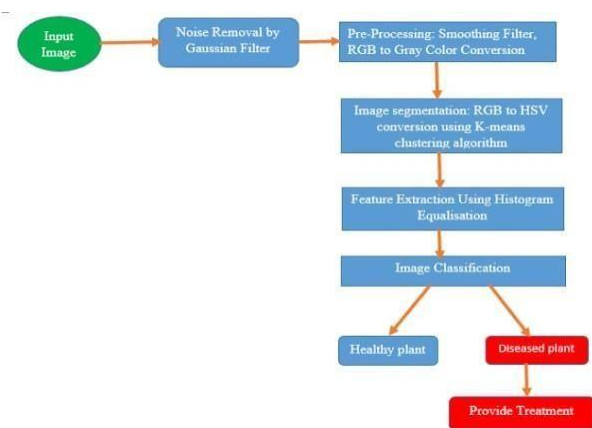 Input
Image
Noise Removal by
Gaussian Filter
Pre-Processing: Smoothing Filter,
RGB to Gray Color Conversion
Image segmentation: RGB to HSV
conversion using K-means
clustering algorithm
Feature Extraction Using Histogram
Equalisation
Image Classification
Healthy plant
Diseased plant
Provide Treatment